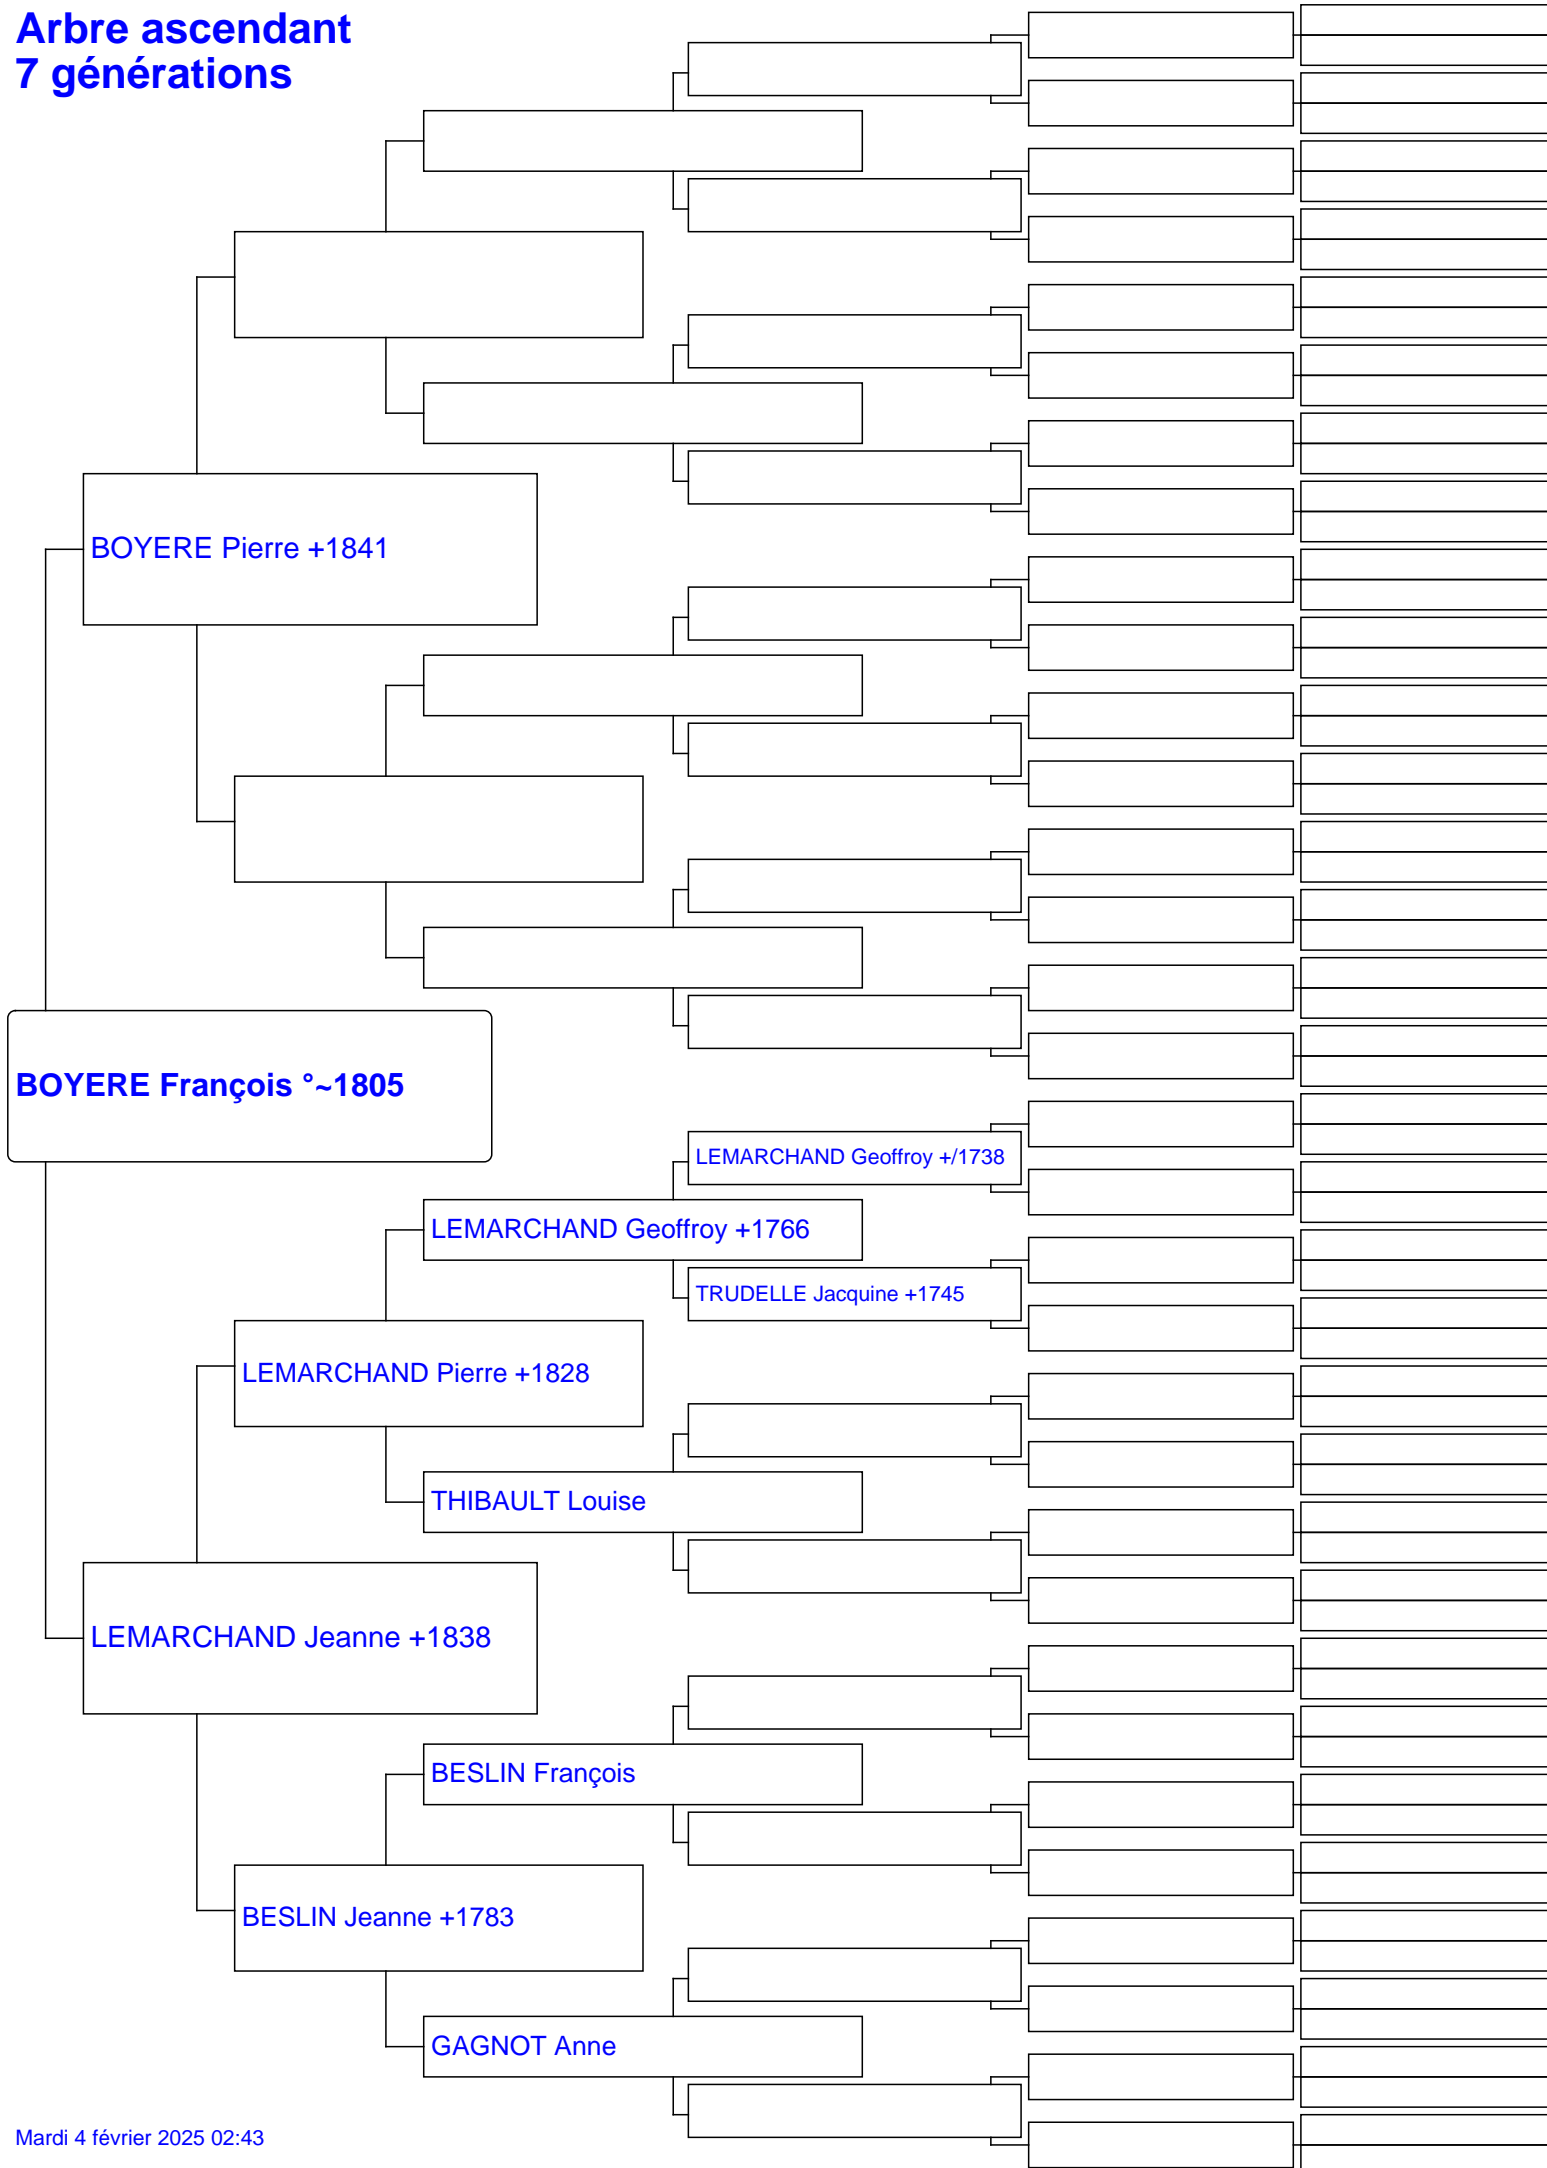 Arbre ascendant
7 générations
BOYERE Pierre +1841
BOYERE François °~1805
LEMARCHAND Geoffroy +/1738
LEMARCHAND Geoffroy +1766
TRUDELLE Jacquine +1745
LEMARCHAND Pierre +1828
THIBAULT Louise
LEMARCHAND Jeanne +1838
BESLIN François
BESLIN Jeanne +1783
GAGNOT Anne
Mardi 4 février 2025 02:43